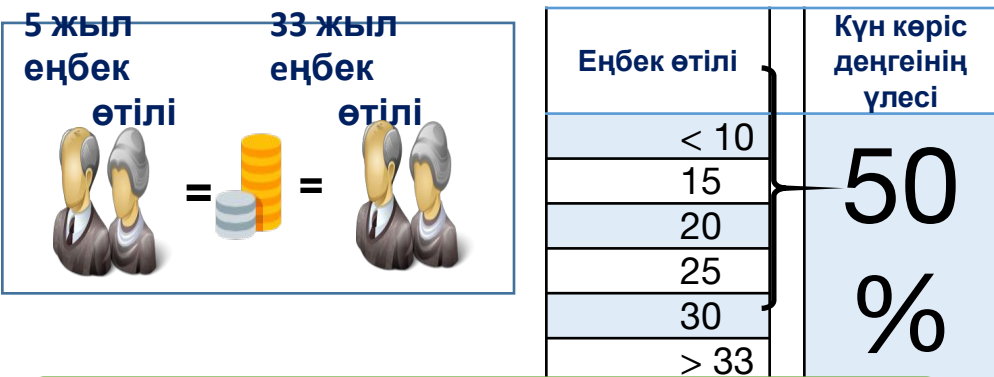 5 жыл
еңбек
өтілі
=
=
33 жыл
еңбек
өтілі
Еңбек өтілі
Күн көріс
деңгеінің
үлесі
< 10
15
20
25
30
> 33
50
%